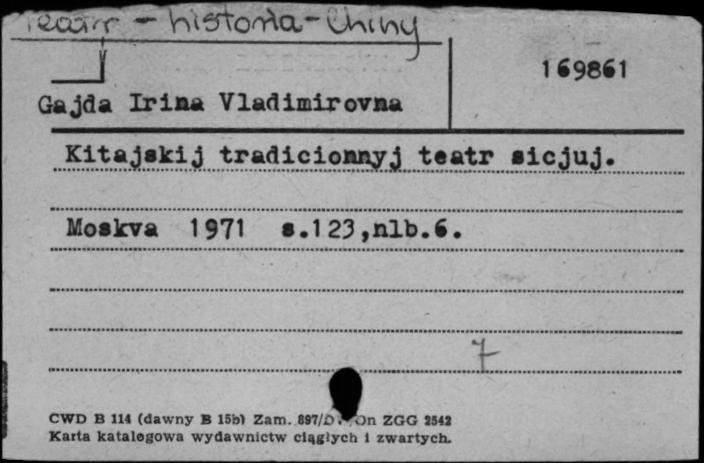 Teatr - historia - Chiny
169861
Gajda Irina Vladimirovna
Kitajskij tradicionnyj teatr sicjuj.
Moskva 1971 s.123,nlb.6.
7
CWD B 114 (dawny B 15b) Zam. 897/D ZGG 2542
Karta katalogowa wydawnictw ciągłych i zwartych.